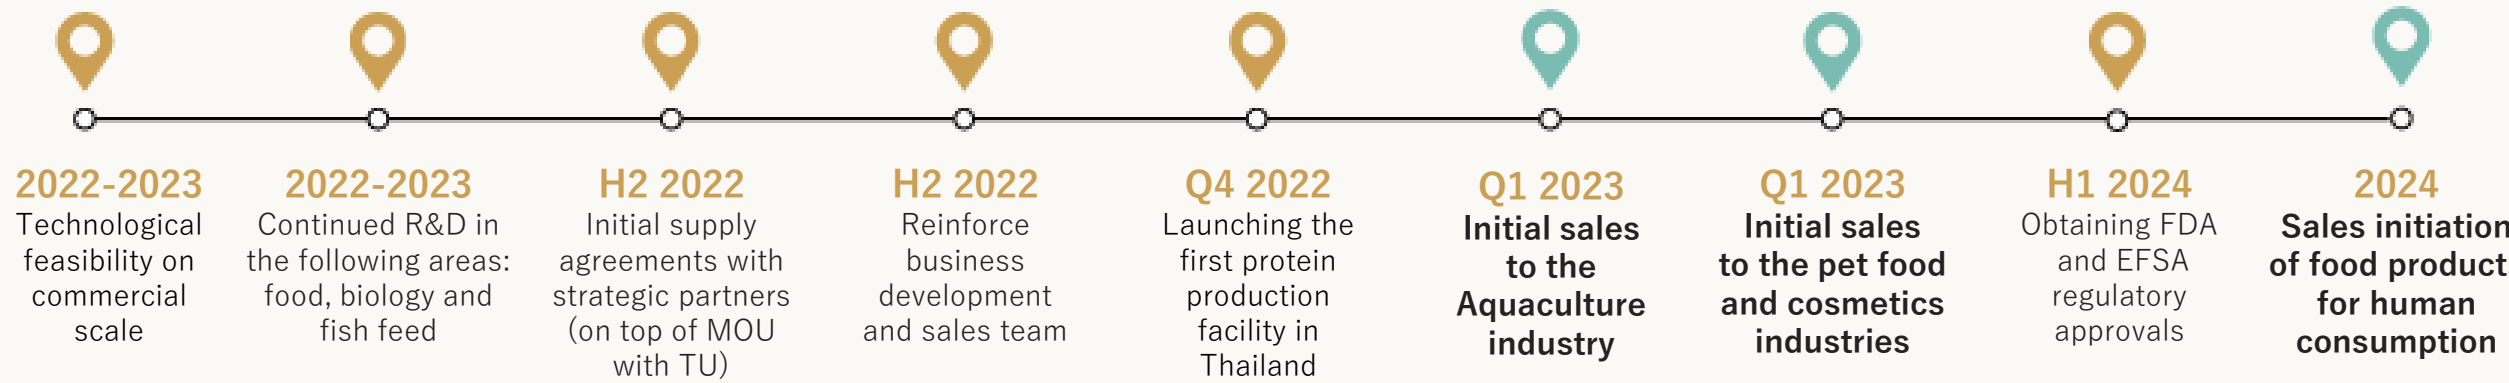 2022-2023
Technological
feasibility on
commercial
scale
2022-2023
Continued R&D in
the following areas:
food, biology and
fish feed
H2 2022
Initial supply
agreements with
strategic partners
(on top of MOU
with TU)
H2 2022
Reinforce
business
development
and sales team
Q4 2022
Launching the
first protein
production
facility in
Thailand
Q1 2023
Initial sales
to the
Aquaculture
industry
Q1 2023
Initial sales
to the pet food
and cosmetics
industries
H1 2024
Obtaining FDA
and EFSA
regulatory
approvals
2024
Sales initiation
of food products
for human
consumption